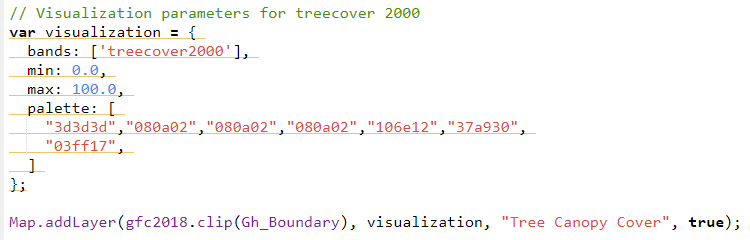 // Visualization parameters for treecover 2000
var visualization = {
  bands: ['treecover2000'],
  min: 0.0,
  max: 100.0,
  palette: [
    "3d3d3d","080a02","080a02","080a02","106e12","37a930",
    "03ff17",
  ]
};
Map.addLayer(gfc2018.clip(Gh_Boundary), visualization, "Tree Canopy Cover", true);